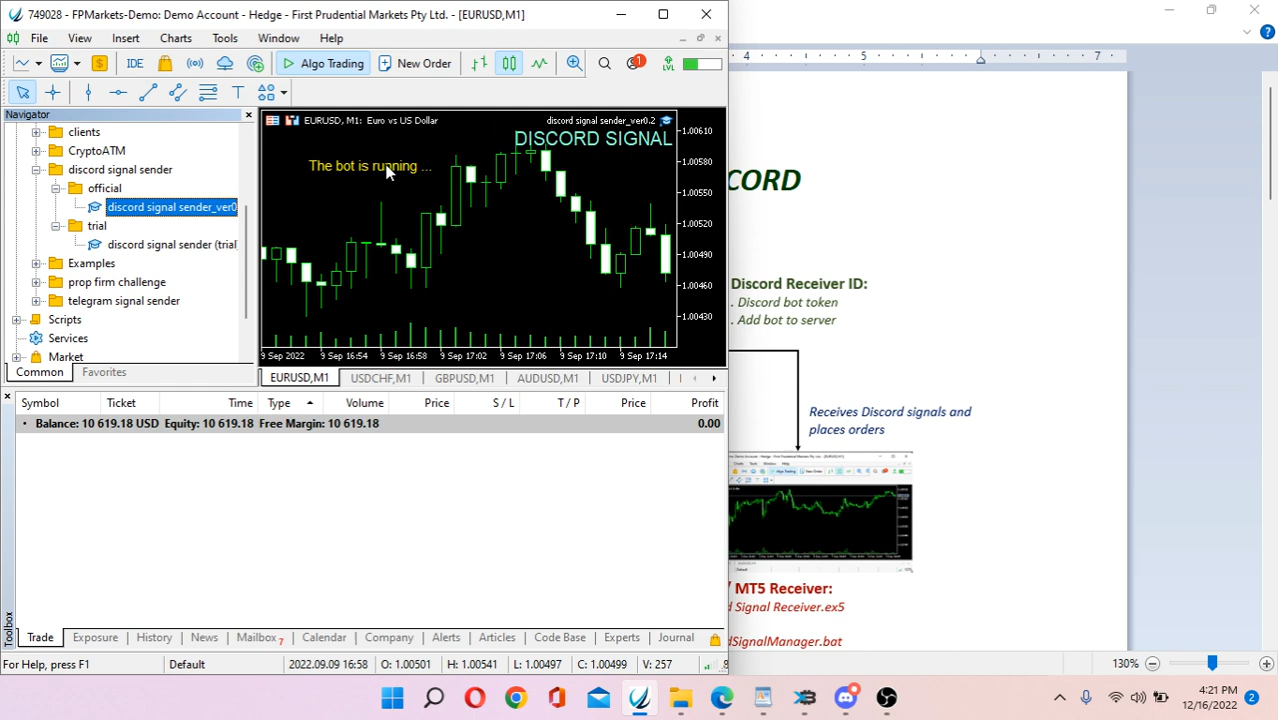 749028 - FPMarkets-Demo: Demo Account - Hedge - First Prudential Markets Pty Ltd. - [EURUSD,M1]
File View Insert Charts Tools Window Help
IDE Algo Trading New Order 1 LVL
Navigator
clients
CryptoATM
discord signal sender
official
discord signal sender_ver0
trial
discord signal sender (trial
Examples
prop firm challenge
telegram signal sender
Scripts
Services
Market
Common Favorites
EURUSD, M1: Euro vs US Dollar
discord signal sender_ver0.2
DISCORD SIGNAL
The bot is running ...
1.00610
1.00580
1.00550
1.00520
1.00490
1.00460
1.00430
9 Sep 2022 9 Sep 16:54 9 Sep 16:58 9 Sep 17:02 9 Sep 17:06 9 Sep 17:10 9 Sep 17:14
EURUSD,M1 USDCHF,M1 GBPUSD,M1 AUDUSD,M1 USDJPY,M1
Symbol Ticket Time Type Volume Price S / L T / P Price Profit
Balance: 10 619.18 USD Equity: 10 619.18 Free Margin: 10 619.18 0.00
Toolbox
Trade Exposure History News Mailbox 7 Calendar Company Alerts Articles Code Base Experts Journal
For Help, press F1 Default 2022.09.09 16:58 O: 1.00501 H: 1.00541 L: 1.00497 C: 1.00499 V: 257
4 5 7
CORD
Discord Receiver ID:
. Discord bot token
. Add bot to server
Receives Discord signals and
places orders
/ MT5 Receiver:
d Signal Receiver.ex5
dSignalManager.bat
130%
4:21 PM
12/16/2022
2